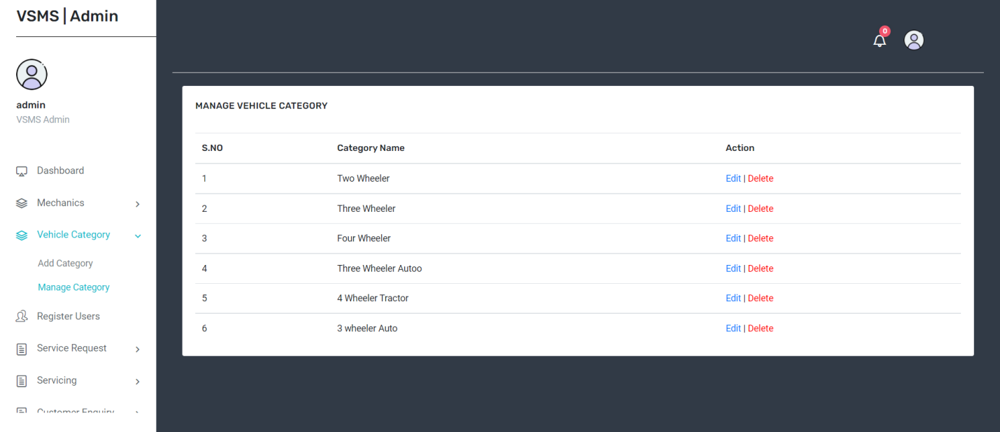 VSMS | Admin
0
admin
VSMS Admin
Dashboard
Mechanics
Vehicle Category
Add Category
Manage Category
Register Users
Service Request
Servicing
Customer Enquiry
MANAGE VEHICLE CATEGORY
S.NO Category Name Action
1 Two Wheeler Edit | Delete
2 Three Wheeler Edit | Delete
3 Four Wheeler Edit | Delete
4 Three Wheeler Autoo Edit | Delete
5 4 Wheeler Tractor Edit | Delete
6 3 wheeler Auto Edit | Delete